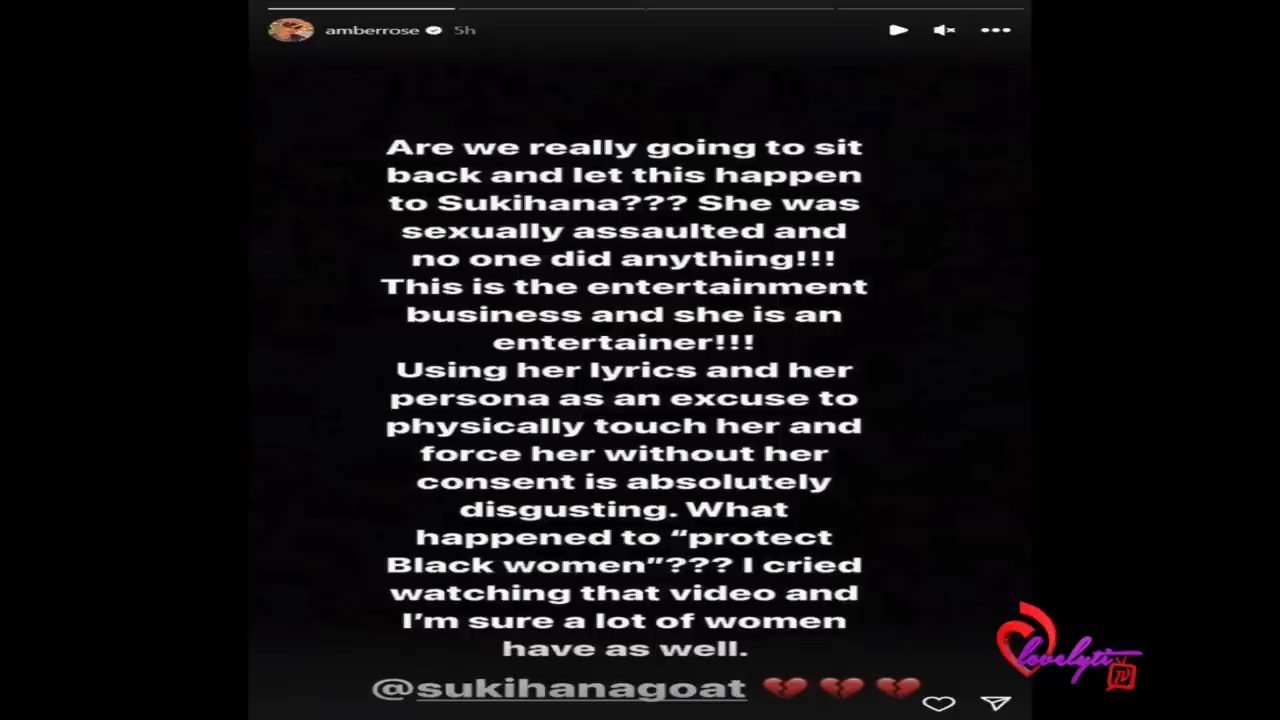 amberrose 5h
Are we really going to sit
back and let this happen
to Sukihana??? She was
sexually assaulted and
no one did anything!!!
This is the entertainment
business and she is an
entertainer!!!
Using her lyrics and her
persona as an excuse to
physically touch her and
force her without her
consent is absolutely
disgusting. What
happened to “protect
Black women”??? I cried
watching that video and
I’m sure a lot of women
have as well.
@sukihanagoat 💔 💔 💔
lovelyti
TV